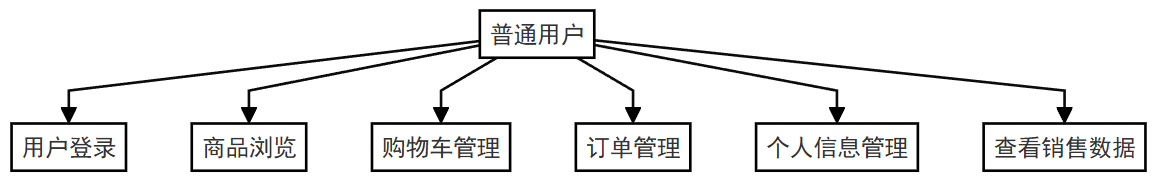 普通用户
用户登录
商品浏览
购物车管理
订单管理
个人信息管理
查看销售数据